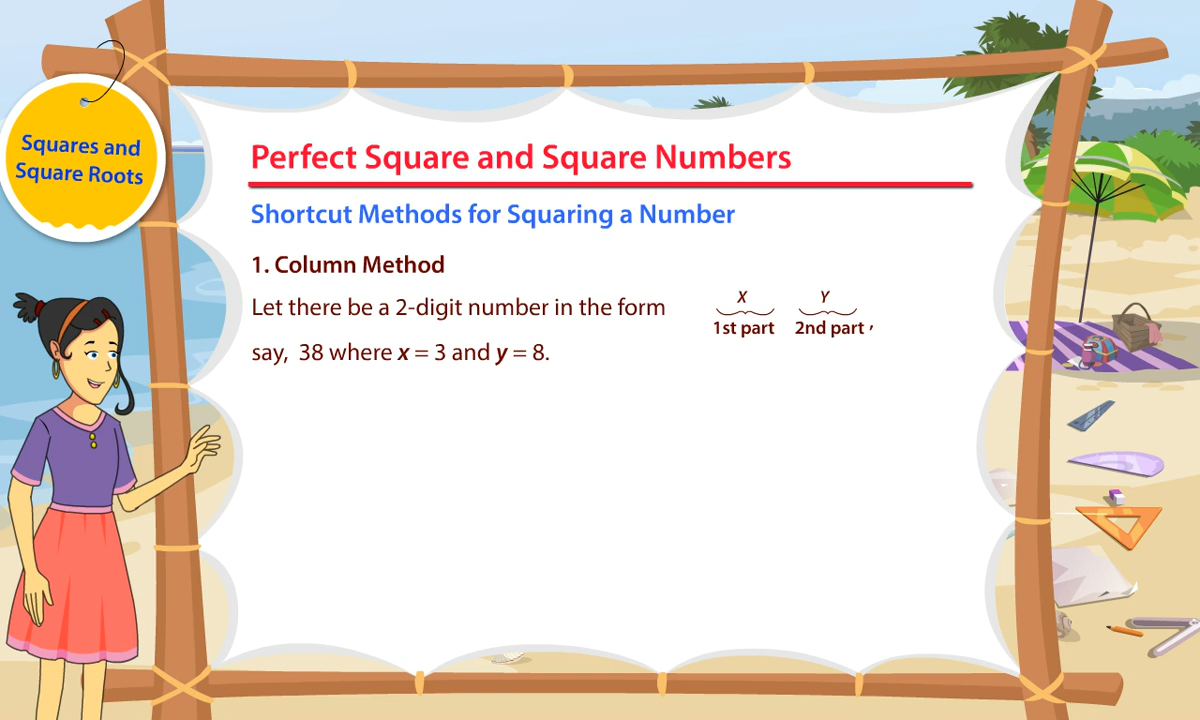 Squares and
Square Roots
Perfect Square and Square Numbers
Shortcut Methods for Squaring a Number
1. Column Method
Let there be a 2-digit number in the form
X Y
1st part 2nd part ,
say, 38 where x = 3 and y = 8.